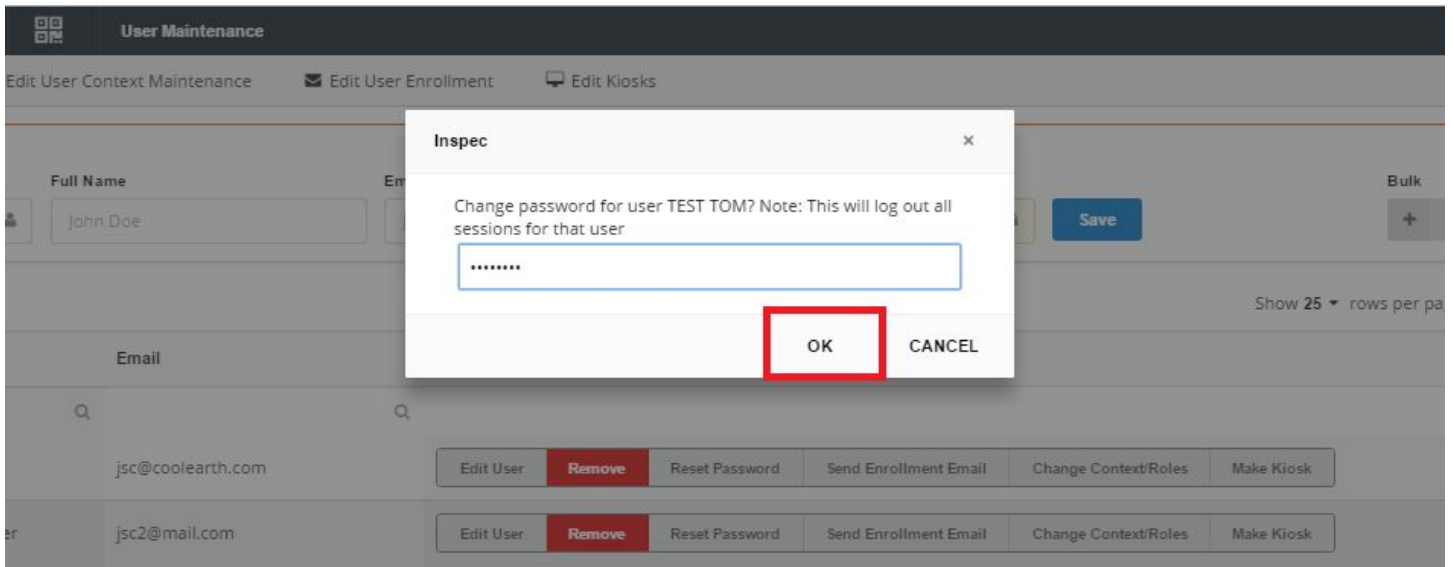 User Maintenance
Edit User Context Maintenance Edit User Enrollment Edit Kiosks
Inspec ×
Full Name Em Bulk
John Doe
Change password for user TEST TOM? Note: This will log out all
sessions for that user
Save +
••••••••
Show 25 rows per pa
OK CANCEL
Email
jsc@coolearth.com Edit User Remove Reset Password Send Enrollment Email Change Context/Roles Make Kiosk
er jsc2@mail.com Edit User Remove Reset Password Send Enrollment Email Change Context/Roles Make Kiosk